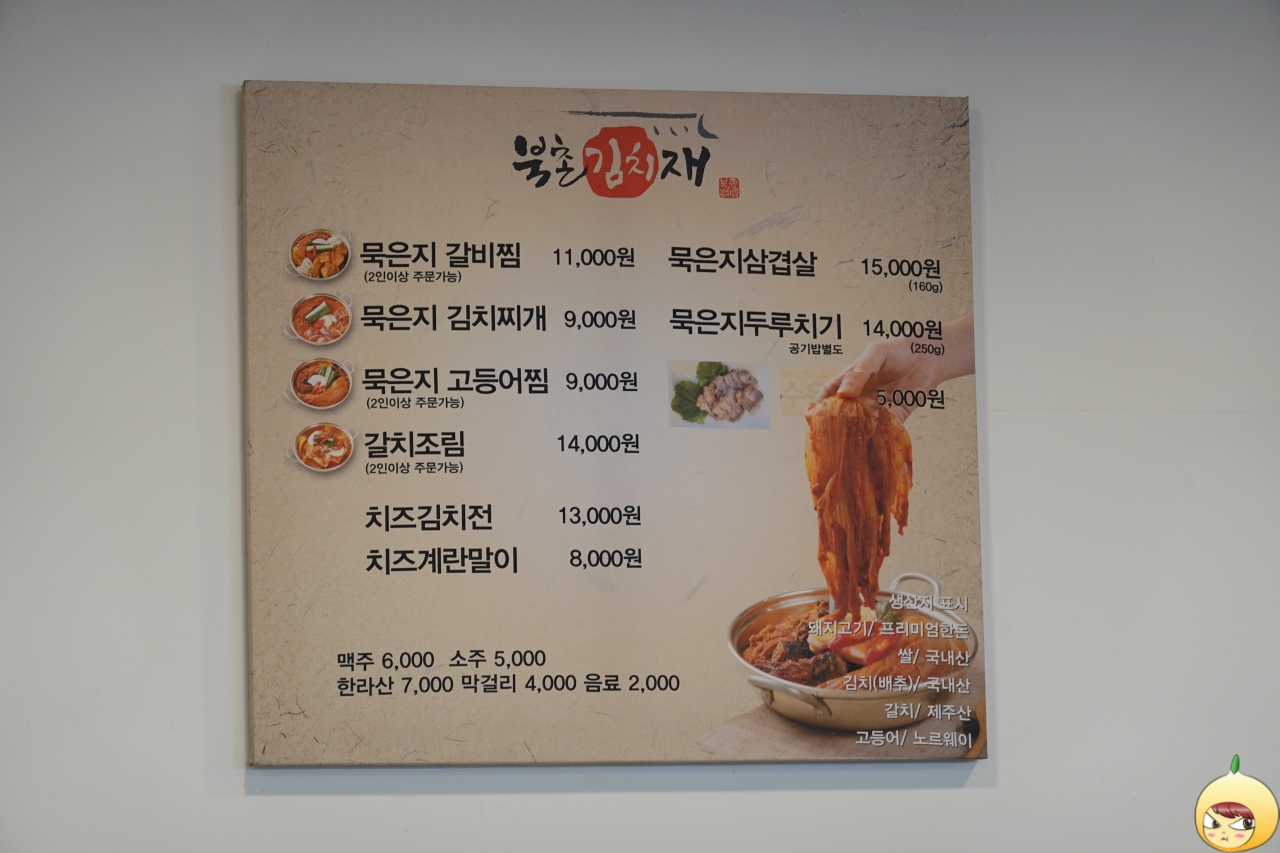 북촌김치재
묵은지 갈비찜 11,000원
(2인이상 주문가능)
묵은지 김치찌개 9,000원
묵은지 고등어찜 9,000원
(2인이상 주문가능)
갈치조림 14,000원
(2인이상 주문가능)
치즈김치전 13,000원
치즈계란말이 8,000원
묵은지삼겹살 15,000원
(160g)
묵은지두루치기 14,000원
공기밥별도 (250g)
5,000원
맥주 6,000 소주 5,000
한라산 7,000 막걸리 4,000 음료 2,000
생산지 표시
돼지고기/ 프리미엄한돈
쌀/ 국내산
김치(배추)/ 국내산
갈치/ 제주산
고등어/ 노르웨이